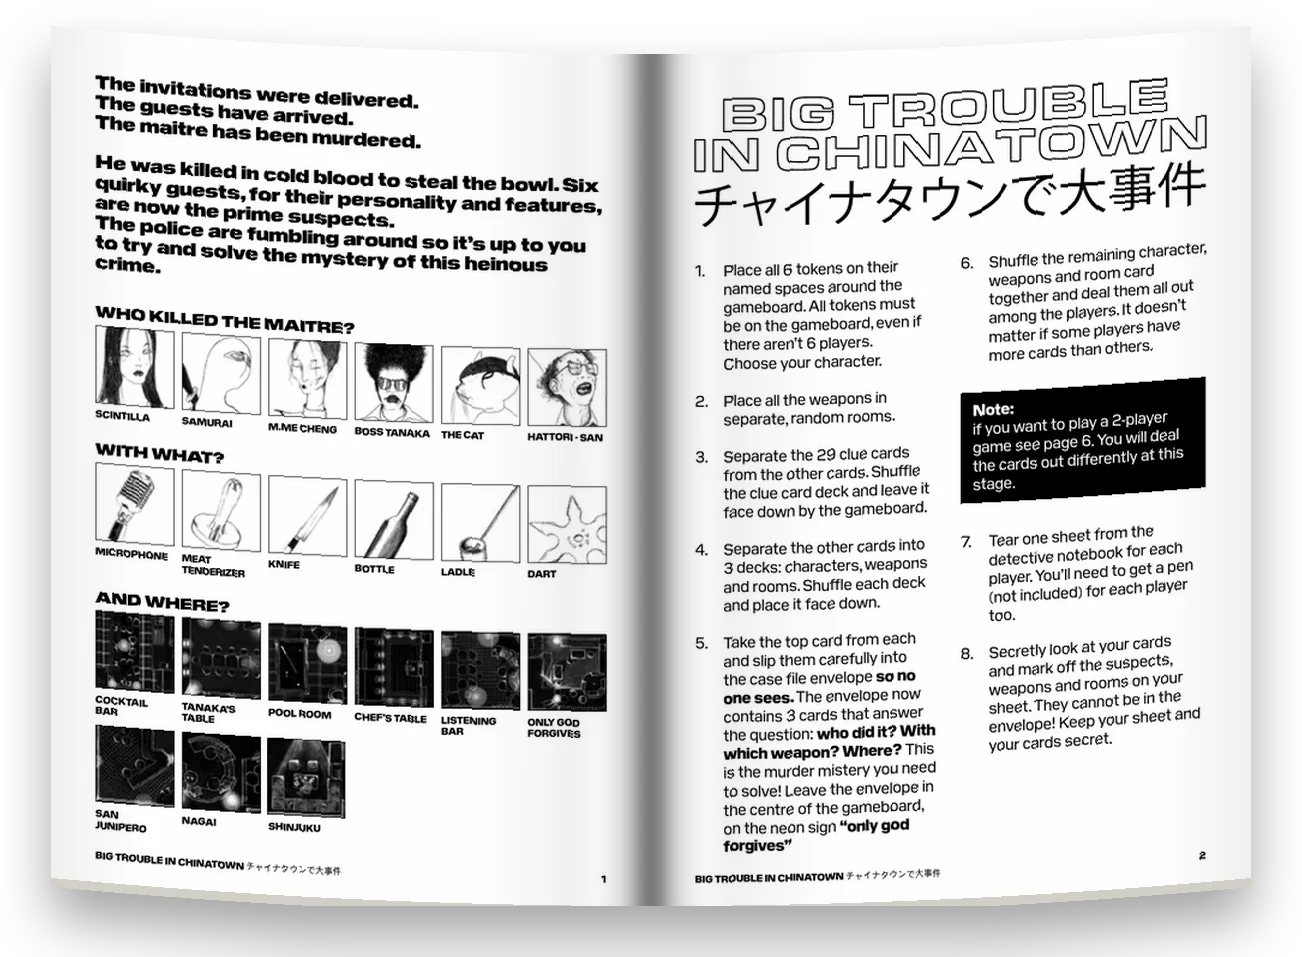 The invitations were delivered.
The guests have arrived.
The maitre has been murdered.
He was killed in cold blood to steal the bowl. Six
quirky guests, for their personality and features,
are now the prime suspects.
The police are fumbling around so it's up to you
to try and solve the mystery of this heinous
crime.
WHO KILLED THE MAITRE?
SCINTILLA
SAMURAI
M.ME CHENG
BOSS TANAKA
THE CAT
HATTORI - SAN
WITH WHAT?
MICROPHONE
MEAT
TENDERIZER
KNIFE
BOTTLE
LADLE
DART
AND WHERE?
COCKTAIL
BAR
TANAKA'S
TABLE
POOL ROOM
CHEF'S TABLE
LISTENING
BAR
ONLY GOD
FORGIVES
SAN
JUNIPERO
NAGAI
SHINJUKU
BIG TROUBLE IN CHINATOWN チャイナタウンで大事件
1
BIG TROUBLE
IN CHINATOWN
チャイナタウンで大事件
1. Place all 6 tokens on their
named spaces around the
gameboard. All tokens must
be on the gameboard, even if
there aren't 6 players.
Choose your character.
2. Place all the weapons in
separate, random rooms.
3. Separate the 29 clue cards
from the other cards. Shuffle
the clue card deck and leave it
face down by the gameboard.
4. Separate the other cards into
3 decks: characters, weapons
and rooms. Shuffle each deck
and place it face down.
5. Take the top card from each
and slip them carefully into
the case file envelope so no
one sees. The envelope now
contains 3 cards that answer
the question: who did it? With
which weapon? Where? This
is the murder mistery you need
to solve! Leave the envelope in
the centre of the gameboard,
on the neon sign “only god
forgives”
6. Shuffle the remaining character,
weapons and room card
together and deal them all out
among the players. It doesn't
matter if some players have
more cards than others.
Note:
if you want to play a 2-player
game see page 6. You will deal
the cards out differently at this
stage.
7. Tear one sheet from the
detective notebook for each
player. You'll need to get a pen
(not included) for each player
too.
8. Secretly look at your cards
and mark off the suspects,
weapons and rooms on your
sheet. They cannot be in the
envelope! Keep your sheet and
your cards secret.
BIG TROUBLE IN CHINATOWN チャイナタウンで大事件
2